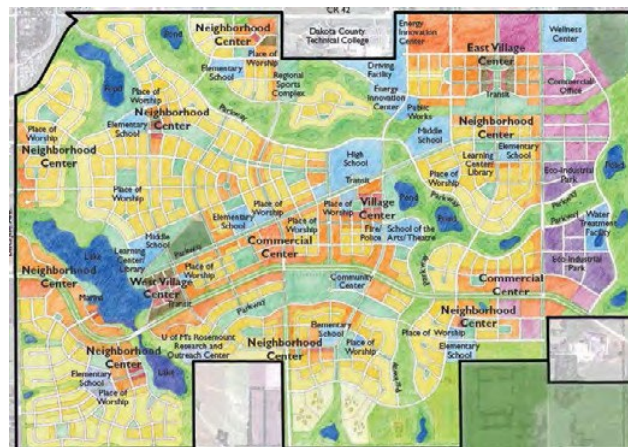 CR 42
Neighborhood
Center
Pond
Place of
Worship
Elementary
School
Regional
Sports
Complex
Dakota County
Technical College
Energy
Innovation
Center
Wellness
Center
East Village
Center
Driving
Facility
Energy
Innovation
Center
Transit
Commercial/
Office
Pond
Place of
Worship
Neighborhood
Center
Elementary
School
Parkway
Public
Works
Middle
School
Neighborhood
Center
Place of
Worship
Neighborhood
Center
High
School
Transit
Learning
Center/
Library
Elementary
School
Eco-Industrial
Park
Pond
Place of
Worship
Place of
Worship
Elementary
School
Place of
Worship
Place of
Worship
Village
Center
Pond
Pond
Parkway
Parkway
Water
Treatment
Facility
Middle
School
Commercial
Center
Fire/
Police
School of the
Arts/Theatre
Lake
Learning
Center/
Library
Parkway
Place of
Worship
Eco-Industrial
Park
Neighborhood
Center
Marina
West Village
Center
Transit
Parkway
Community
Center
Parkway
Commercial
Center
Neighborhood
Center
U of M's Rosemount
Research and
Outreach Center
Neighborhood
Center
Elementary
School
Place of
Worship
Lake
Neighborhood
Center
Elementary
School
Place of
Worship
Place of Worship
Elementary
School
Parkway